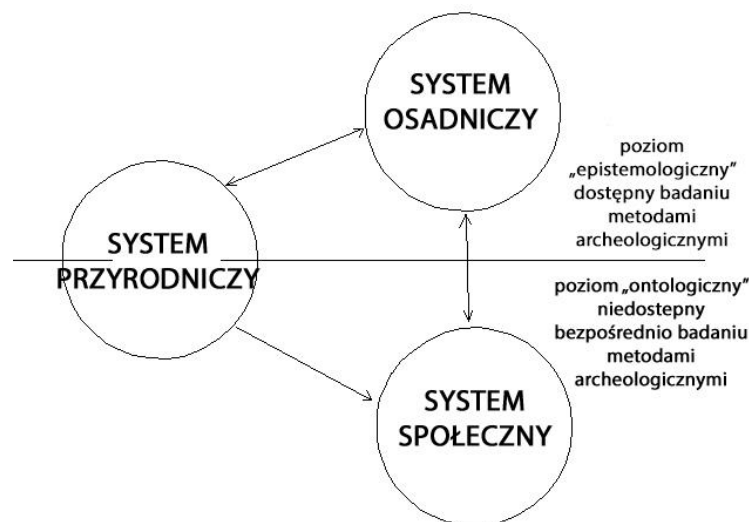 SYSTEM
OSADNICZY
poziom
„epistemologiczny”
dostępny badaniu
metodami
archeologicznymi
SYSTEM
PRZYRODNICZY
poziom „ontologiczny”
niedostepny
bezpośrednio badaniu
metodami
archeologicznymi
SYSTEM
SPOŁECZNY